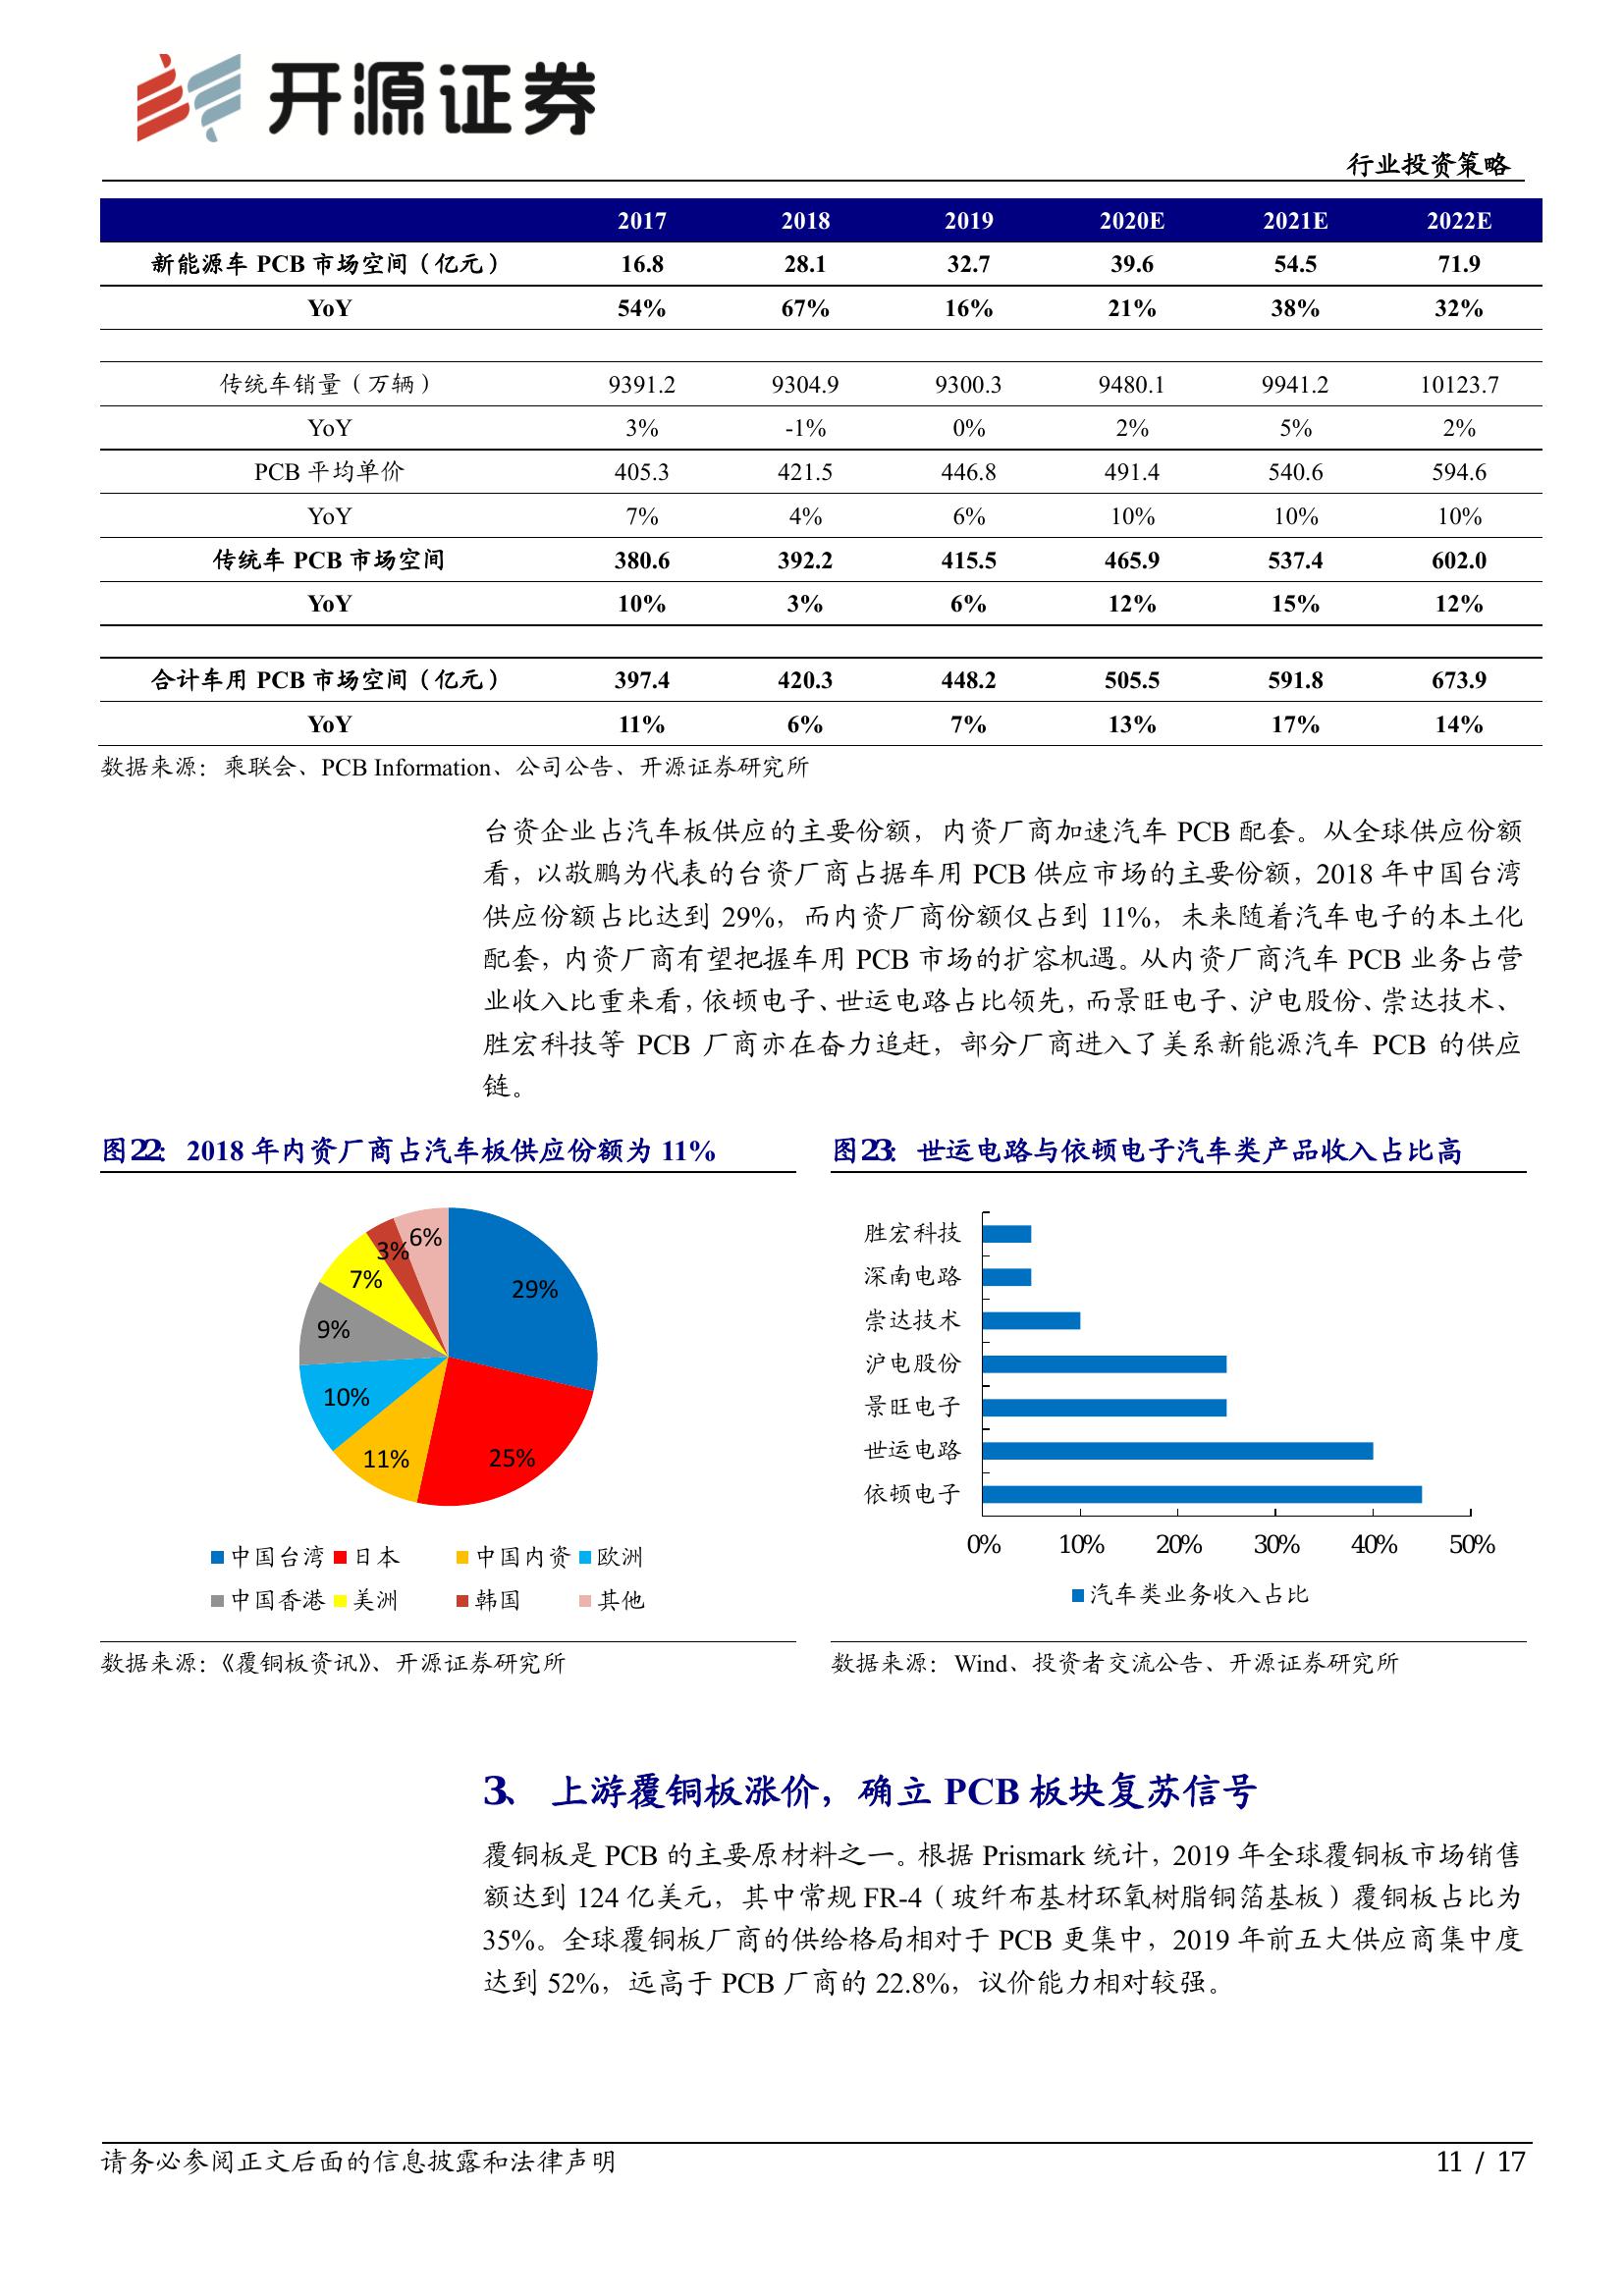 开源证券
行业投资策略
2017 2018 2019 2020E 2021E 2022E
新能源车 PCB 市场空间（亿元） 16.8 28.1 32.7 39.6 54.5 71.9
YoY 54% 67% 16% 21% 38% 32%
传统车销量（万辆） 9391.2 9304.9 9300.3 9480.1 9941.2 10123.7
YoY 3% -1% 0% 2% 5% 2%
PCB 平均单价 405.3 421.5 446.8 491.4 540.6 594.6
YoY 7% 4% 6% 10% 10% 10%
传统车 PCB 市场空间 380.6 392.2 415.5 465.9 537.4 602.0
YoY 10% 3% 6% 12% 15% 12%
合计车用 PCB 市场空间（亿元） 397.4 420.3 448.2 505.5 591.8 673.9
YoY 11% 6% 7% 13% 17% 14%
数据来源：乘联会、PCB Information、公司公告、开源证券研究所
台资企业占汽车板供应的主要份额，内资厂商加速汽车 PCB 配套。从全球供应份额
看，以敬鹏为代表的台资厂商占据车用 PCB 供应市场的主要份额，2018 年中国台湾
供应份额占比达到 29%，而内资厂商份额仅占到 11%，未来随着汽车电子的本土化
配套，内资厂商有望把握车用 PCB 市场的扩容机遇。从内资厂商汽车 PCB 业务占营
业收入比重来看，依顿电子、世运电路占比领先，而景旺电子、沪电股份、崇达技术、
胜宏科技等 PCB 厂商亦在奋力追赶，部分厂商进入了美系新能源汽车 PCB 的供应
链。
图22：2018 年内资厂商占汽车板供应份额为 11%
29%
25%
11%
10%
9%
7%
3%
6%
中国台湾 日本 中国内资 欧洲
中国香港 美洲 韩国 其他
数据来源：《覆铜板资讯》、开源证券研究所
图23：世运电路与依顿电子汽车类产品收入占比高
胜宏科技
深南电路
崇达技术
沪电股份
景旺电子
世运电路
依顿电子
0% 10% 20% 30% 40% 50%
汽车类业务收入占比
数据来源：Wind、投资者交流公告、开源证券研究所
3、 上游覆铜板涨价，确立 PCB 板块复苏信号
覆铜板是 PCB 的主要原材料之一。根据 Prismark 统计，2019 年全球覆铜板市场销售
额达到 124 亿美元，其中常规 FR-4（玻纤布基材环氧树脂铜箔基板）覆铜板占比为
35%。全球覆铜板厂商的供给格局相对于 PCB 更集中，2019 年前五大供应商集中度
达到 52%，远高于 PCB 厂商的 22.8%，议价能力相对较强。
请务必参阅正文后面的信息披露和法律声明
11 / 17